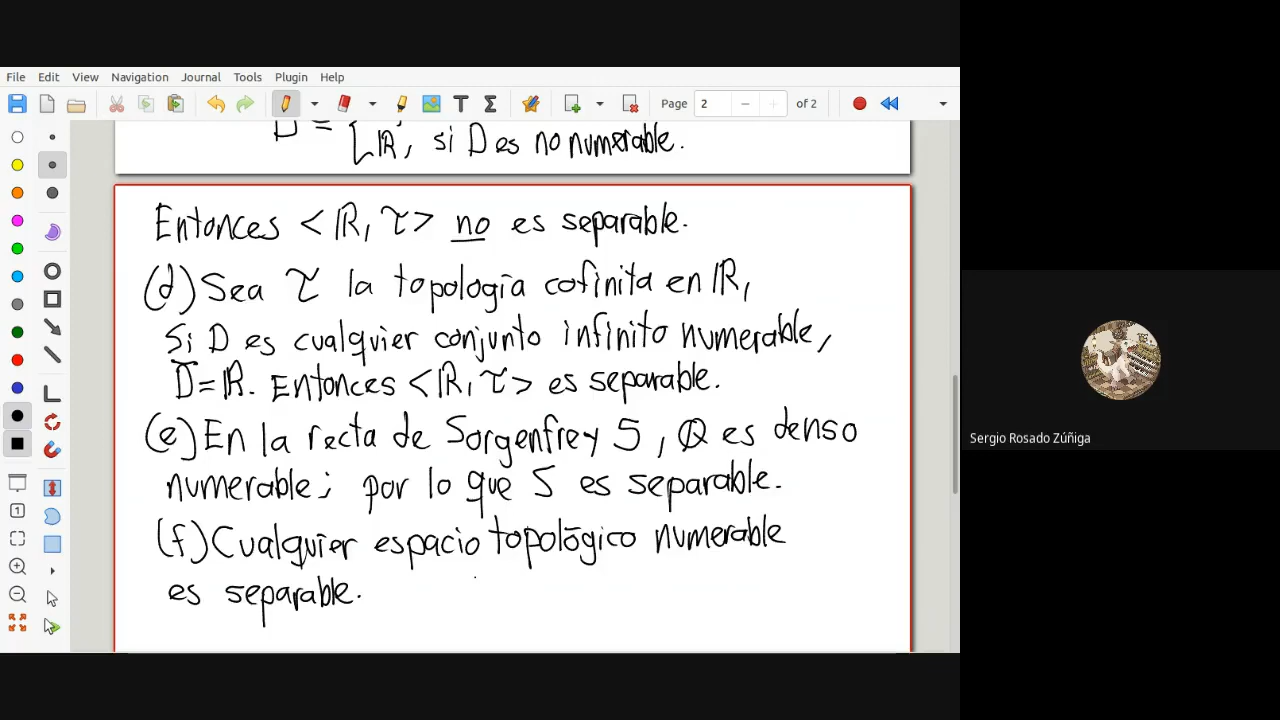 File Edit View Navigation Journal Tools Plugin Help
Page 2 of 2
D̅ =
ℝ, si D es no numerable.
Entonces <ℝ, τ> no es separable.
(d) Sea τ la topología cofinita en ℝ,
Si D es cualquier conjunto infinito numerable,
D̅ = ℝ. Entonces <ℝ, τ> es separable.
(e) En la recta de Sorgenfrey S, ℚ es denso
numerable; por lo que S es separable.
(f) Cualquier espacio topológico numerable
es separable.
Sergio Rosado Zúñiga